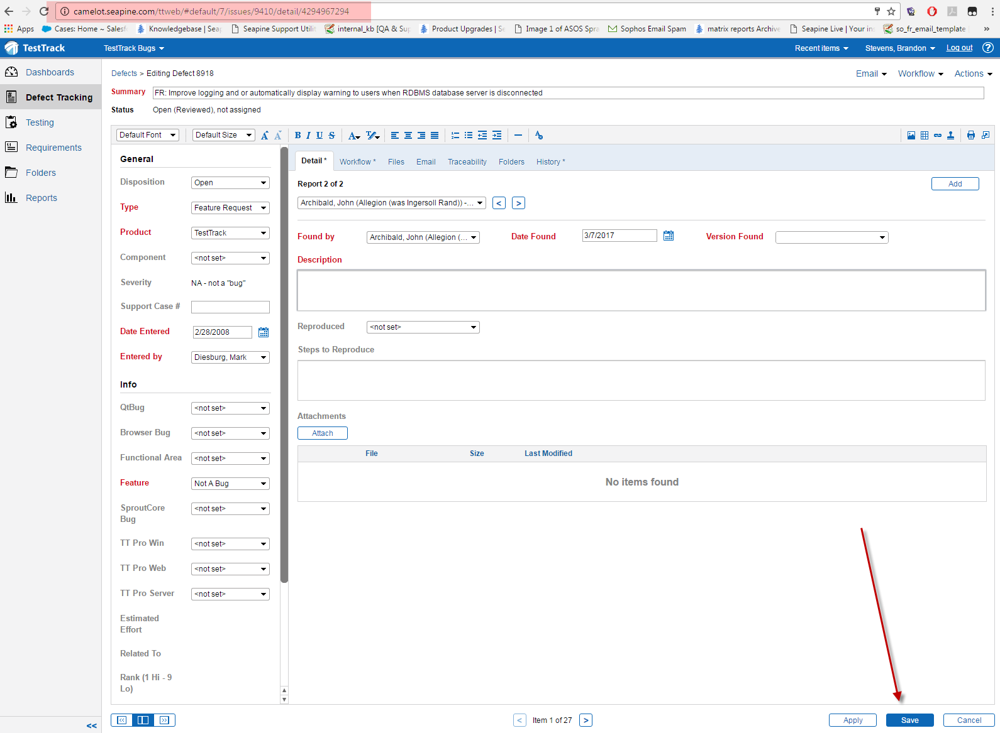 camelot.seapine.com/ttweb/#default/7/issues/9410/detail/4294967294
Apps
Cases: Home ~ Salesf
Knowledgebase | Seap
Seapine Support Utilit
internal_kb [QA & Sup
Product Upgrades | Se
Image 1 of ASOS Spra
Sophos Email Spam
matrix reports Archive
Seapine Live | Your in
so_fr_email_template
»
TestTrack
TestTrack Bugs
Recent items
Stevens, Brandon
Log out
?
Dashboards
Defect Tracking
Testing
Requirements
Folders
Reports
<<
Defects > Editing Defect 8918
Email
Workflow
Actions
Summary
FR: Improve logging and or automatically display warning to users when RDBMS database server is disconnected
Status
Open (Reviewed), not assigned
Default Font
Default Size
B I U S
General
Disposition
Open
Type
Feature Request
Product
TestTrack
Component
<not set>
Severity
NA - not a "bug"
Support Case #
Date Entered
2/28/2008
Entered by
Diesburg, Mark
Info
QtBug
<not set>
Browser Bug
<not set>
Functional Area
<not set>
Feature
Not A Bug
SproutCore
Bug
<not set>
TT Pro Win
<not set>
TT Pro Web
<not set>
TT Pro Server
<not set>
Estimated
Effort
Related To
Rank (1 Hi - 9
Lo)
Detail *
Workflow *
Files
Email
Traceability
Folders
History *
Report 2 of 2
Add
Archibald, John (Allegion (was Ingersoll Rand)) -...
<
>
Found by
Archibald, John (Allegion (...
Date Found
3/7/2017
Version Found
Description
Reproduced
<not set>
Steps to Reproduce
Attachments
Attach
File
Size
Last Modified
No items found
<
Item 1 of 27
>
Apply
Save
Cancel